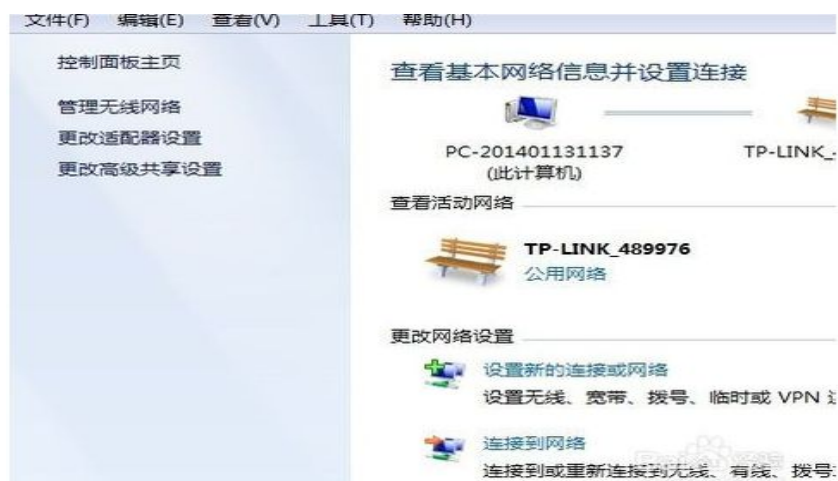 文件(F) 编辑(E) 查看(V) 工具(T) 帮助(H)
控制面板主页
管理无线网络
更改适配器设置
更改高级共享设置
查看基本网络信息并设置连接
PC-201401131137
(此计算机)
TP-LINK_
查看活动网络
TP-LINK_489976
公用网络
更改网络设置
设置新的连接或网络
设置无线、宽带、拨号、临时或 VPN
连接到网络
连接到或重新连接到无线、有线、拨号